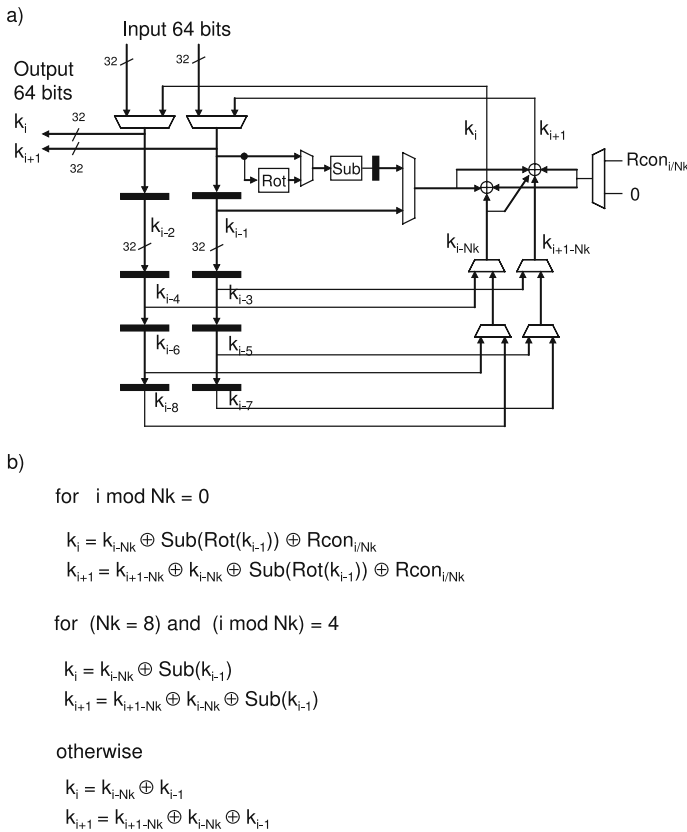 a)
Input 64 bits
32
32
Output
64 bits
k_i
32
k_{i+1}
32
k_i
k_{i+1}
Rot
Sub
Rcon_{i/Nk}
0
k_{i-2}
k_{i-1}
k_{i-Nk}
k_{i+1-Nk}
32
32
k_{i-4}
k_{i-3}
k_{i-6}
k_{i-5}
k_{i-8}
k_{i-7}
b)
for i mod Nk = 0
k_i = k_{i-Nk} ⊕ Sub(Rot(k_{i-1})) ⊕ Rcon_{i/Nk}
k_{i+1} = k_{i+1-Nk} ⊕ k_{i-Nk} ⊕ Sub(Rot(k_{i-1})) ⊕ Rcon_{i/Nk}
for (Nk = 8) and (i mod Nk) = 4
k_i = k_{i-Nk} ⊕ Sub(k_{i-1})
k_{i+1} = k_{i+1-Nk} ⊕ k_{i-Nk} ⊕ Sub(k_{i-1})
otherwise
k_i = k_{i-Nk} ⊕ k_{i-1}
k_{i+1} = k_{i+1-Nk} ⊕ k_{i-Nk} ⊕ k_{i-1}